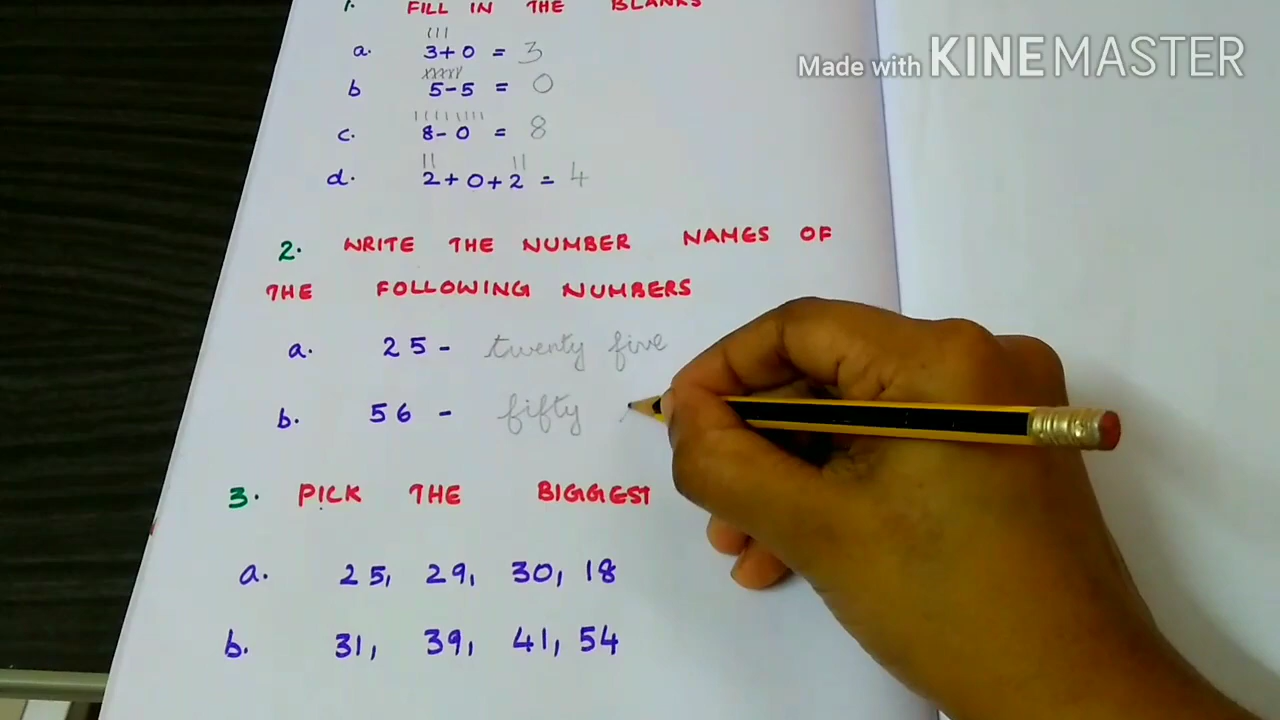 1. FILL IN THE BLANKS
Made with KINEMASTER
a. 3+0 = 3
b 5-5 = 0
c. 8-0 = 8
d. 2+0+2 = 4
2. WRITE THE NUMBER NAMES OF
THE FOLLOWING NUMBERS
a. 25 - twenty five
b. 56 - fifty
3. PICK THE BIGGEST
a. 25, 29, 30, 18
b. 31, 39, 41, 54